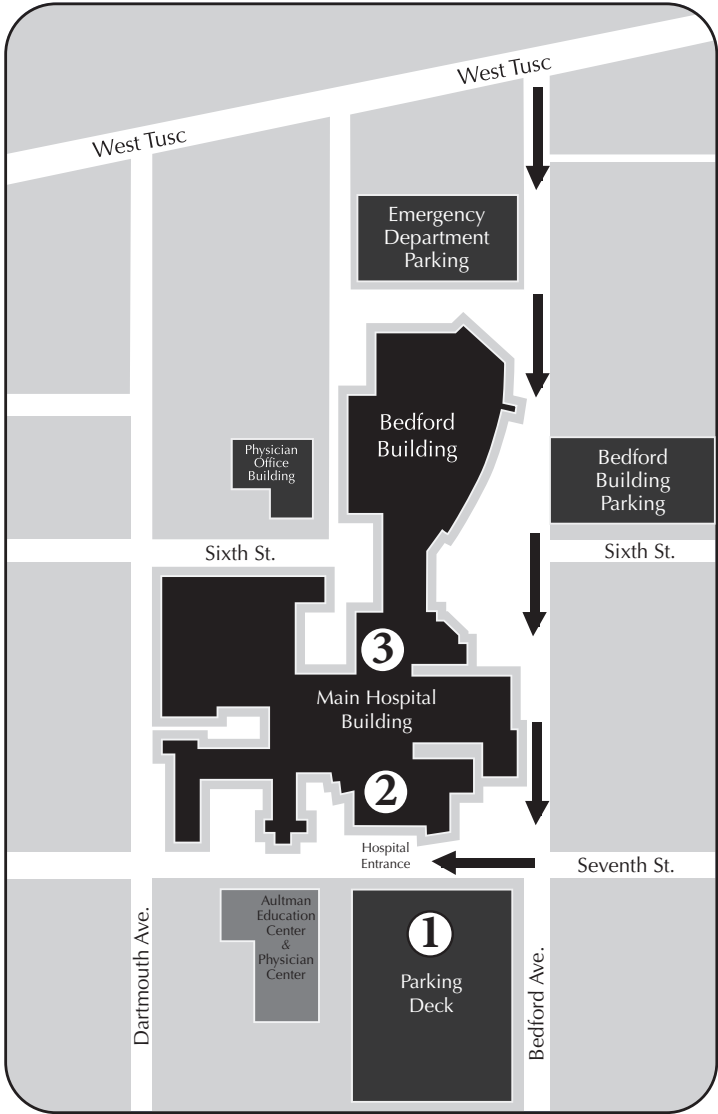 West Tusc
West Tusc
Emergency
Department
Parking
Bedford
Building
Physician
Office
Building
Bedford
Building
Parking
Sixth St.
Sixth St.
3
Main Hospital
Building
2
Hospital
Entrance
Seventh St.
Aultman
Education
Center
&
Physician
Center
1
Parking
Deck
Dartmouth Ave.
Bedford Ave.